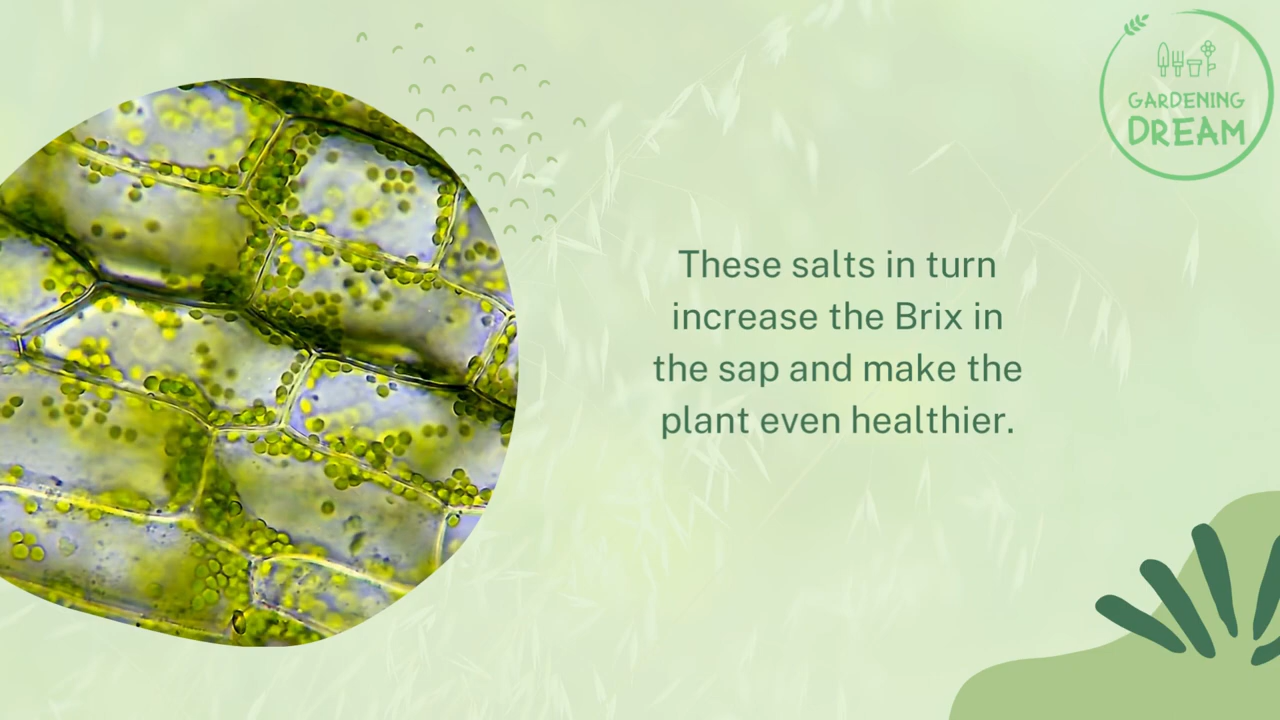 GARDENING
DREAM
These salts in turn
increase the Brix in
the sap and make the
plant even healthier.